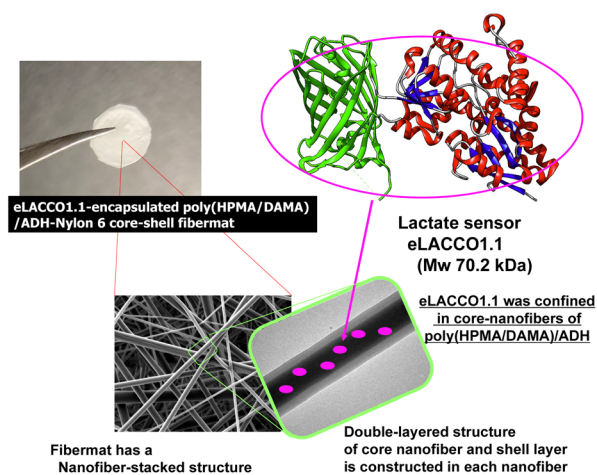 eLACCO1.1-encapsulated poly(HPMA/DAMA)
/ADH-Nylon 6 core-shell fibermat
Lactate sensor
eLACCO1.1
(Mw 70.2 kDa)
eLACCO1.1 was confined
in core-nanofibers of
poly(HPMA/DAMA)/ADH
Fibermat has a
Nanofiber-stacked structure
Double-layered structure
of core nanofiber and shell layer
is constructed in each nanofiber